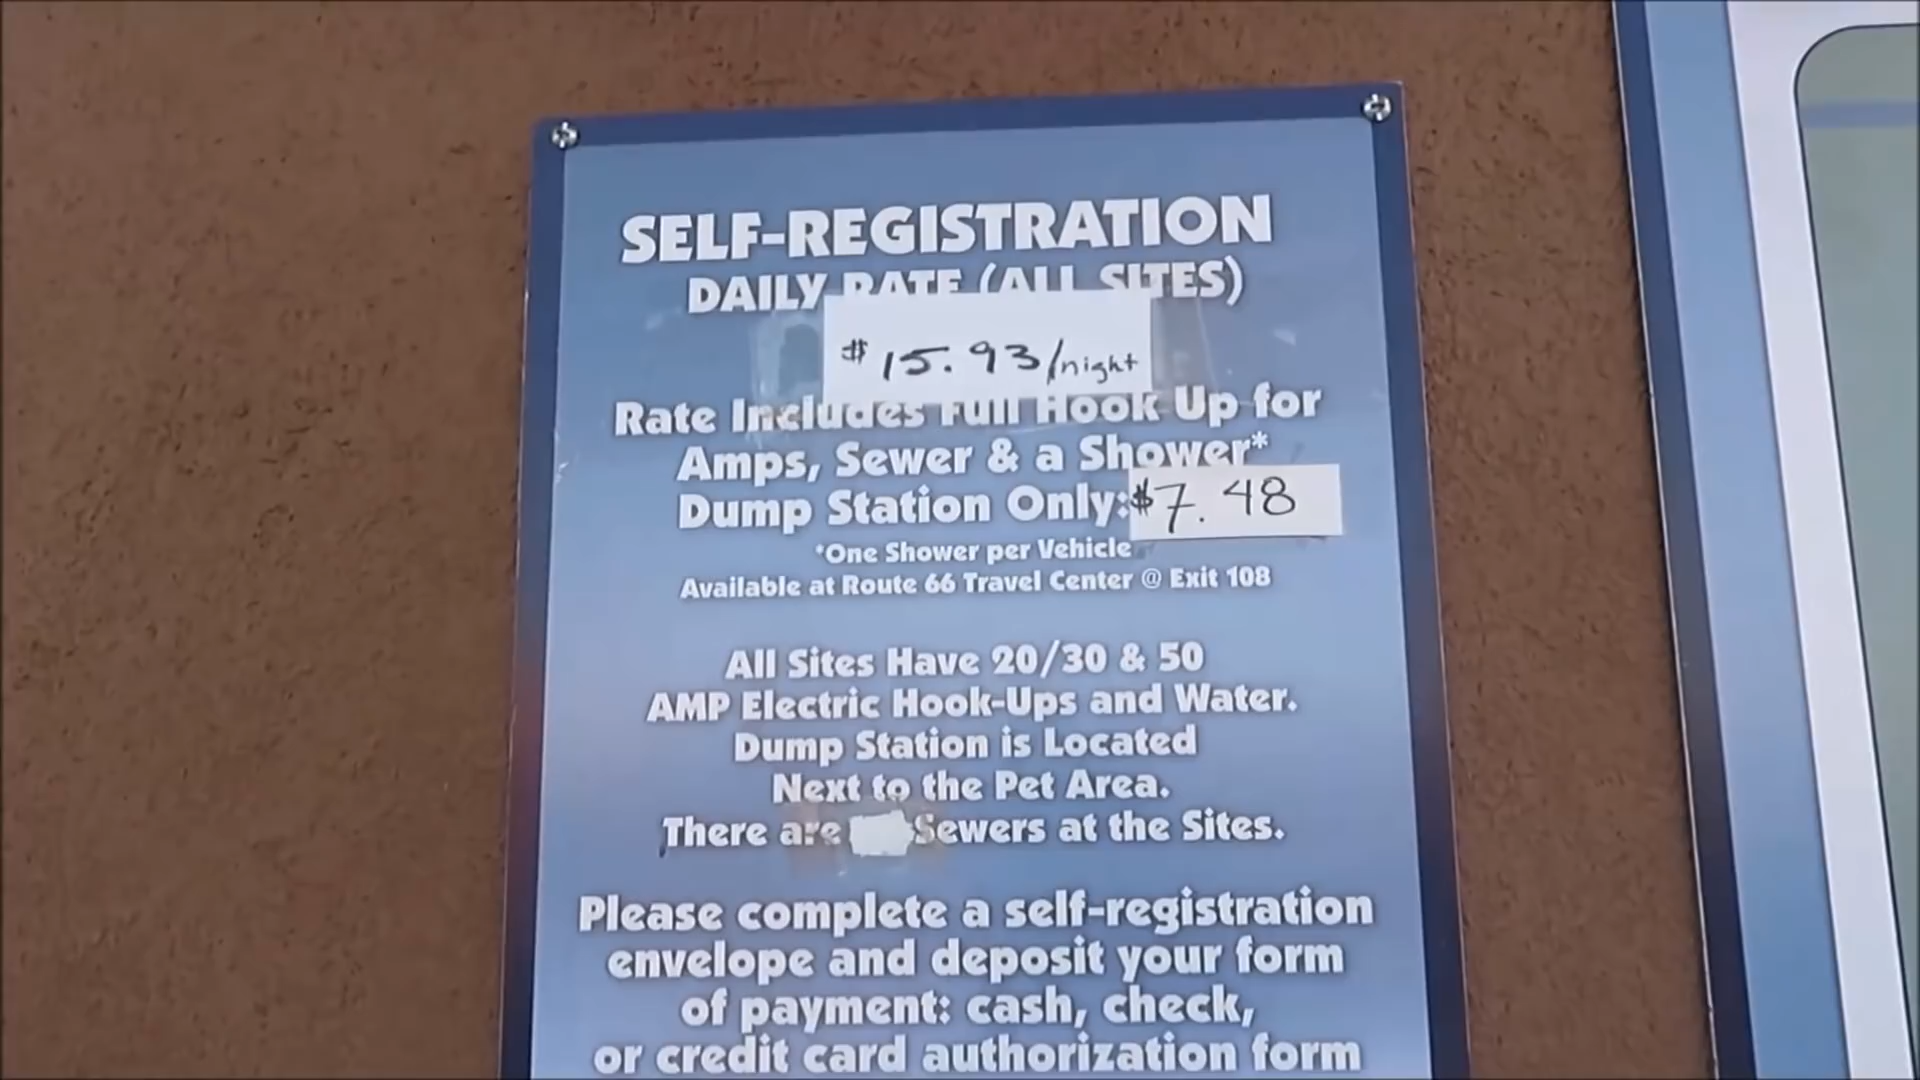 SELF-REGISTRATION
DAILY RATE (ALL SITES)
$15.93/night
Rate Includes Full Hook Up for
Amps, Sewer & a Shower*
Dump Station Only: $7.48
*One Shower per Vehicle
Available at Route 66 Travel Center @ Exit 108
All Sites Have 20/30 & 50
AMP Electric Hook-Ups and Water.
Dump Station is Located
Next to the Pet Area.
There are Sewers at the Sites.
Please complete a self-registration
envelope and deposit your form
of payment: cash, check,
or credit card authorization form